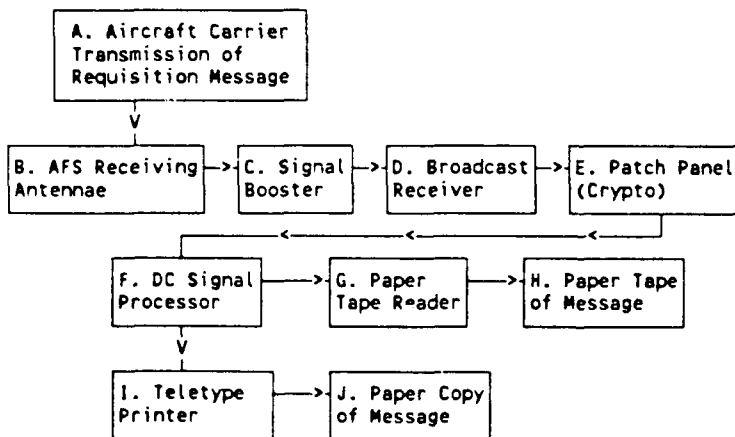 A. Aircraft Carrier
Transmission of
Requisition Message
B. AFS Receiving
Antennae
C. Signal
Booster
D. Broadcast
Receiver
E. Patch Panel
(Crypto)
F. DC Signal
Processor
G. Paper
Tape Reader
H. Paper Tape
of Message
I. Teletype
Printer
J. Paper Copy
of Message